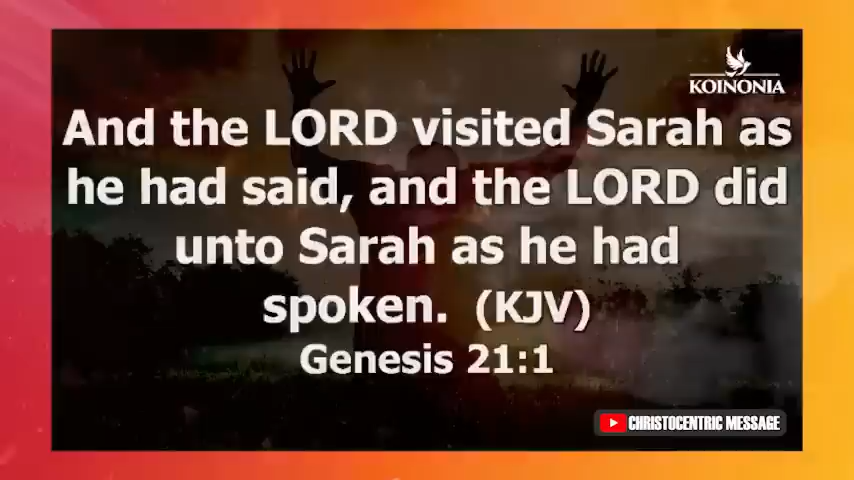 KOINONIA
And the LORD visited Sarah as
he had said, and the LORD did
unto Sarah as he had
spoken. (KJV)
Genesis 21:1
CHRISTOCENTRIC MESSAGE